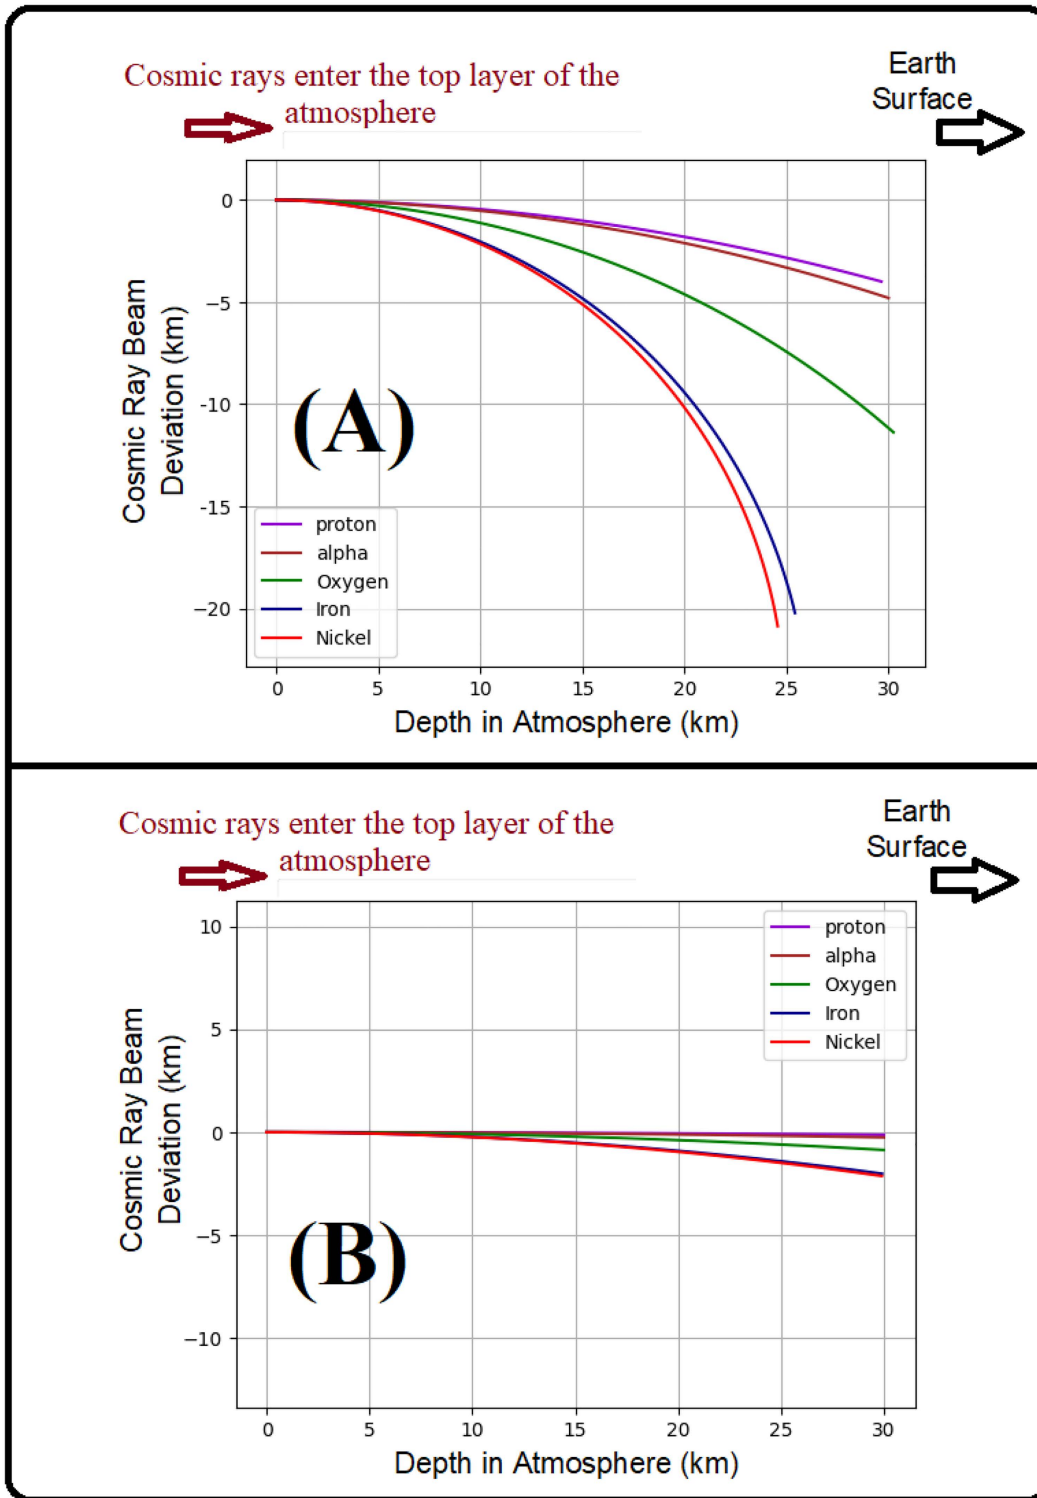 Cosmic rays enter the top layer of the
atmosphere
Earth
Surface
Cosmic Ray Beam
Deviation (km)
0
−5
-10
-15
−20
(A)
proton
alpha
Oxygen
Iron
Nickel
0
5
10
15
20
25
30
Depth in Atmosphere (km)
Cosmic rays enter the top layer of the
atmosphere
Earth
Surface
Cosmic Ray Beam
Deviation (km)
10
5
0
−5
−10
(B)
proton
alpha
Oxygen
Iron
Nickel
0
5
10
15
20
25
30
Depth in Atmosphere (km)